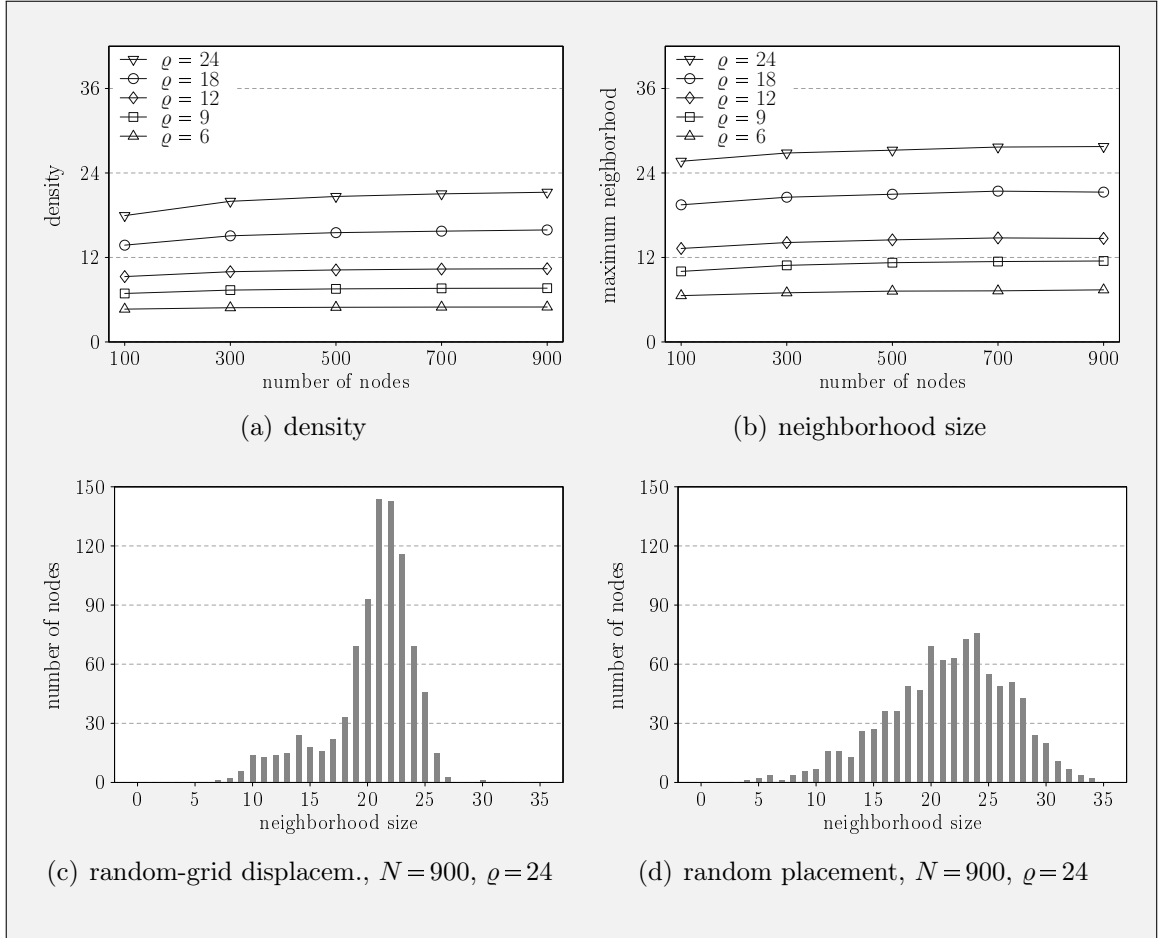 ϱ = 24
ϱ = 18
ϱ = 12
ϱ = 9
ϱ = 6
36
24
12
0
density
100 300 500 700 900
number of nodes
(a) density
ϱ = 24
ϱ = 18
ϱ = 12
ϱ = 9
ϱ = 6
36
24
12
0
maximum neighborhood
100 300 500 700 900
number of nodes
(b) neighborhood size
150
120
90
60
30
0
number of nodes
0 5 10 15 20 25 30 35
neighborhood size
(c) random-grid displacem., N = 900, ϱ = 24
150
120
90
60
30
0
number of nodes
0 5 10 15 20 25 30 35
neighborhood size
(d) random placement, N = 900, ϱ = 24